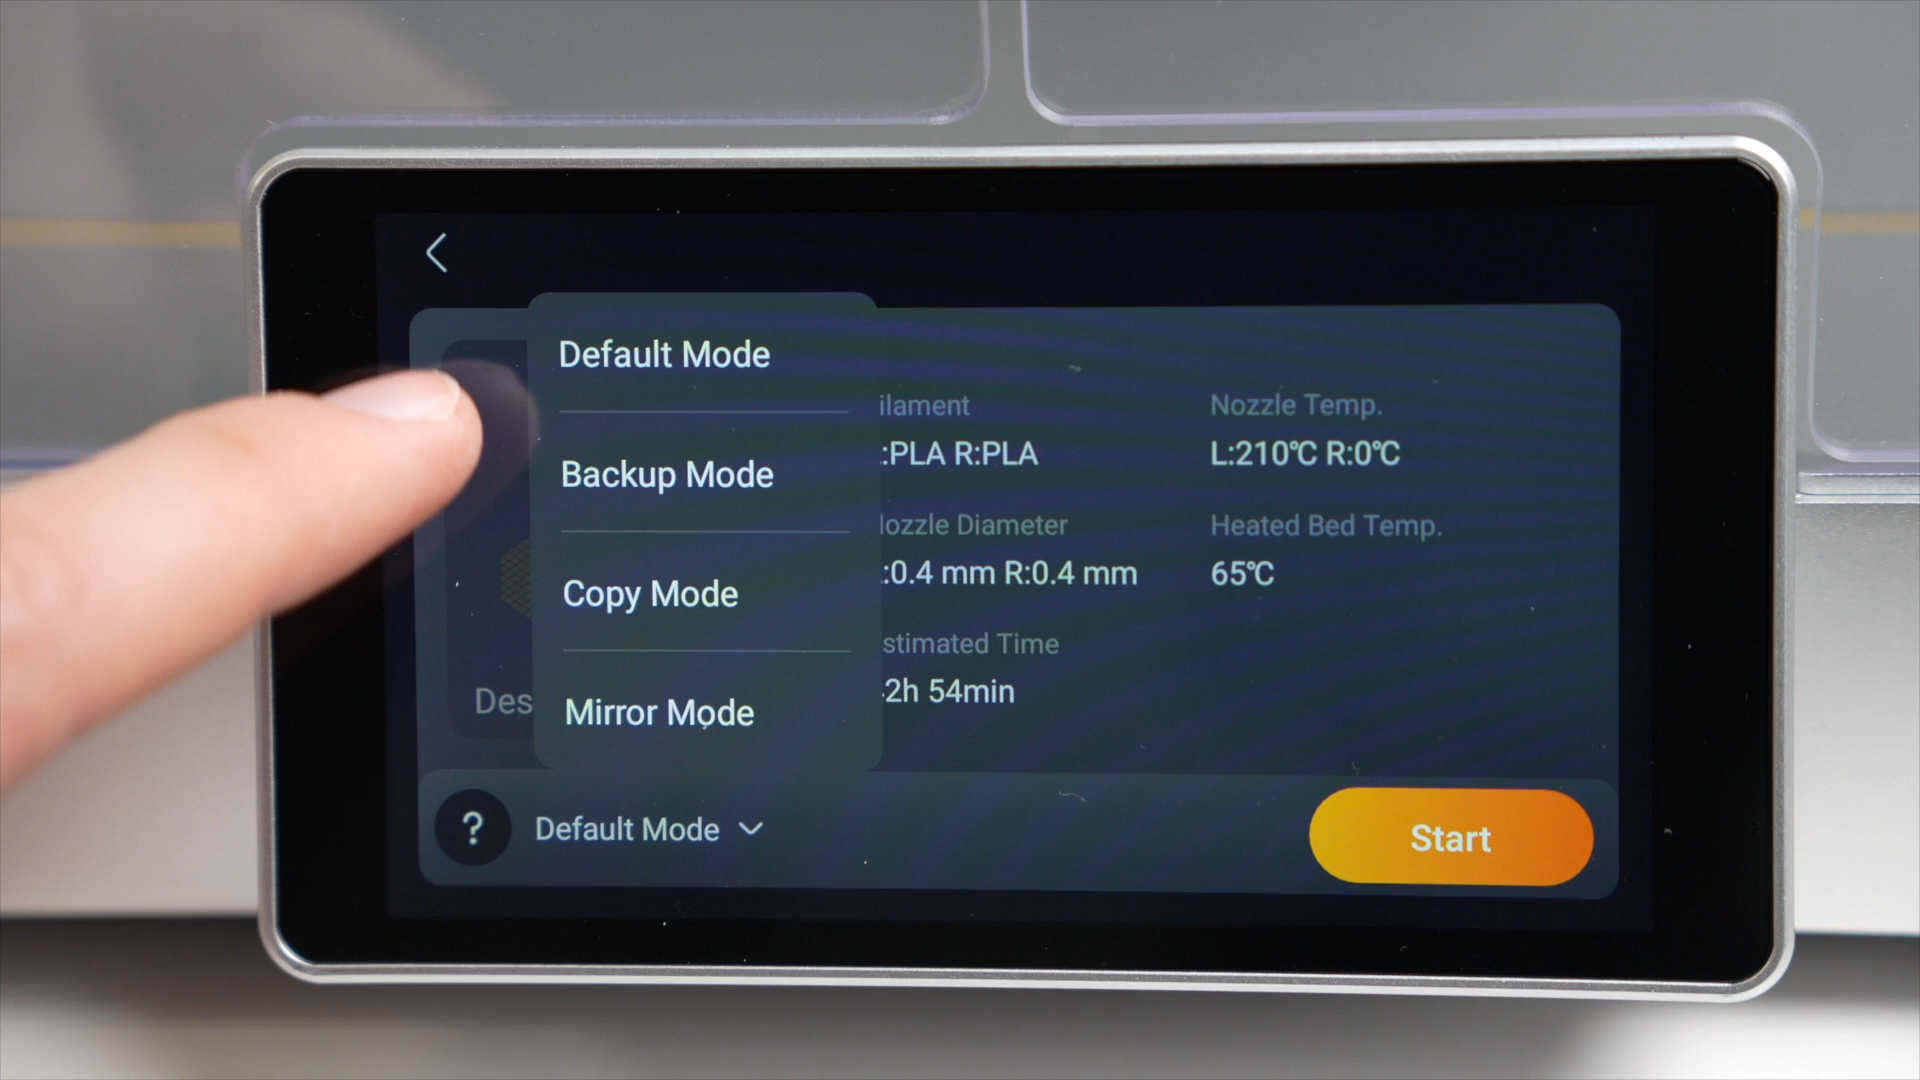 Default Mode
Backup Mode
Copy Mode
Mirror Mode
ilament
:PLA R:PLA
Nozzle Temp.
L:210℃ R:0℃
ozzle Diameter
:0.4 mm R:0.4 mm
Heated Bed Temp.
65℃
stimated Time
2h 54min
Des
?
Default Mode
Start